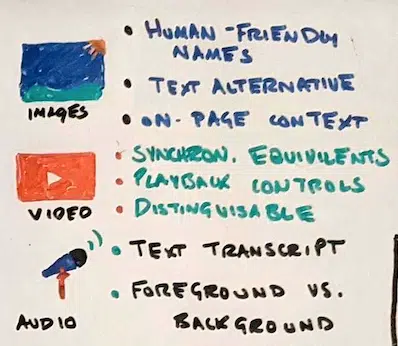 • HUMAN-FRIENDLY
NAMES
• TEXT ALTERNATIVE
• ON-PAGE CONTEXT
IMAGES
• SYNCHRON. EQUIVILENTS
• PLAYBACK CONTROLS
• DISTINGUISABLE
VIDEO
• TEXT TRANSCRIPT
• FOREGROUND VS.
BACKGROUND
AUDIO